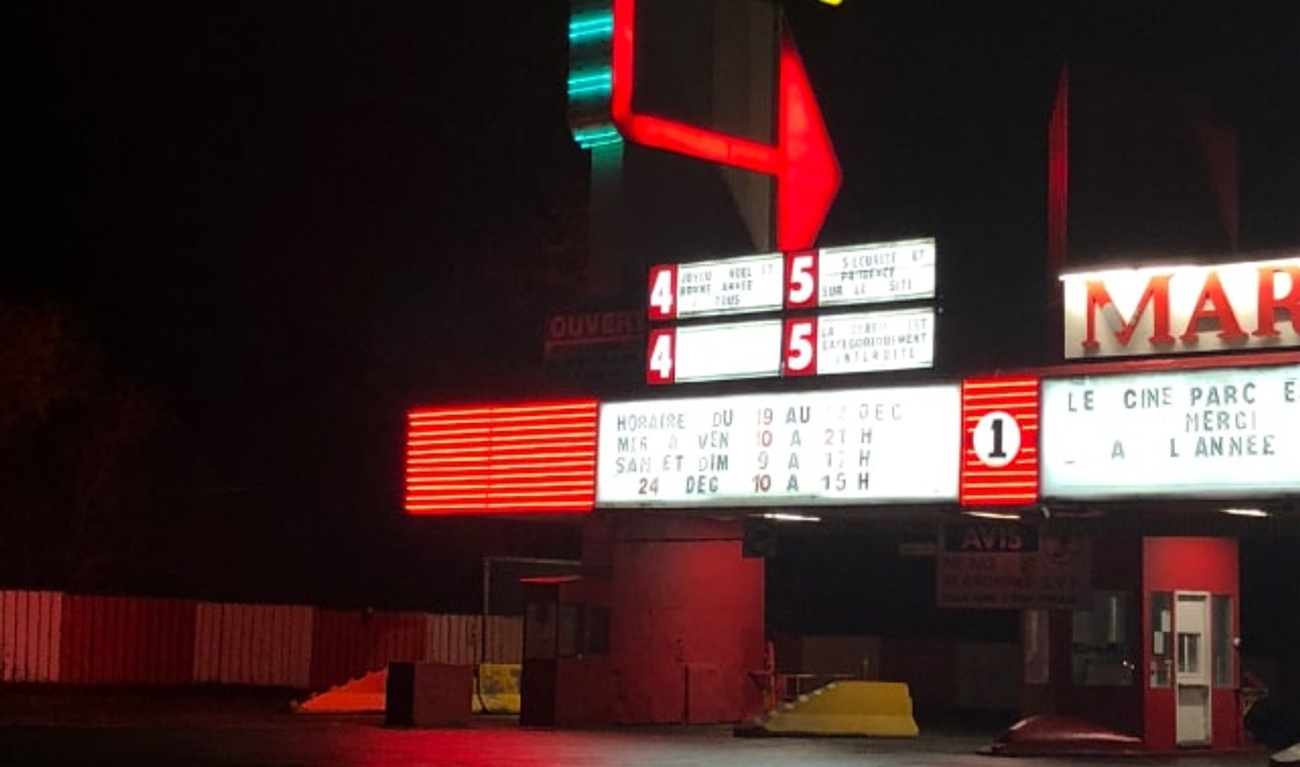 4
JOYEU NOEL ET
BONNE ANNEE
TOUS
5
SECURITE ET
PRUDENCE
SUR LE SITE
OUVERT
4
5
LA EST
CATEGORIQUEMENT
INTERDITE
MAR
HORAIRE DU 19 AU DEC
MER A VEN 10 A 21 H
SAM ET DIM 9 A H
24 DEC 10 A 15 H
1
LE CINE PARC E
MERCI
A L ANNEE
AVIS